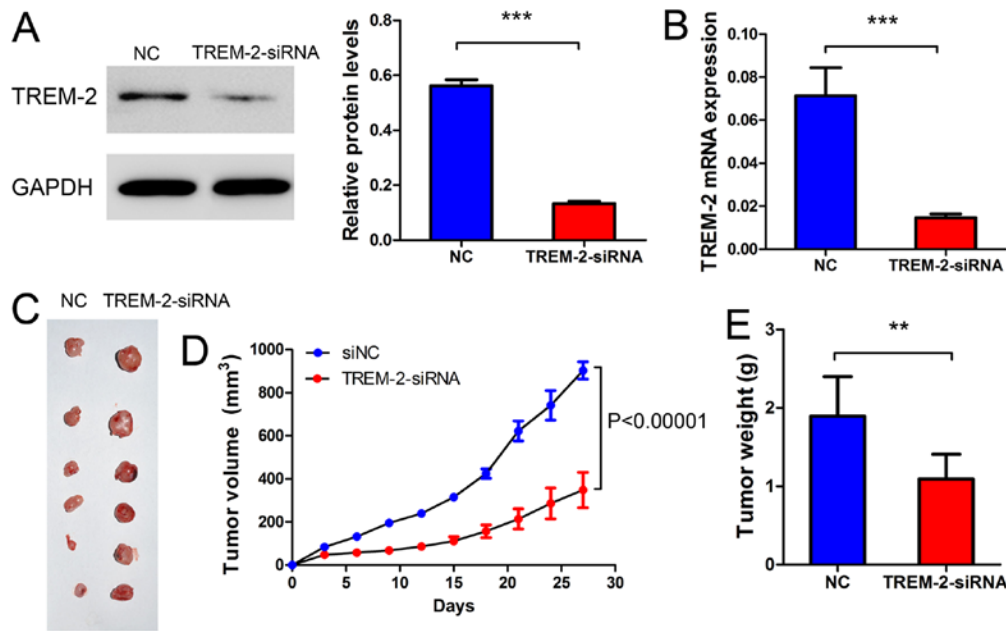 A
NC TREM-2-siRNA
TREM-2
GAPDH
Relative protein levels
0.8
0.6
0.4
0.2
0.0
***
NC TREM-2-siRNA
B
TREM-2 mRNA expression
0.10
0.08
0.06
0.04
0.02
0.00
***
NC TREM-2-siRNA
C
NC TREM-2-siRNA
D
Tumor volume (mm³)
1000
800
600
400
200
0
siNC
TREM-2-siRNA
P<0.00001
0 5 10 15 20 25 30
Days
E
Tumor weight (g)
3
2
1
0
**
NC TREM-2-siRNA